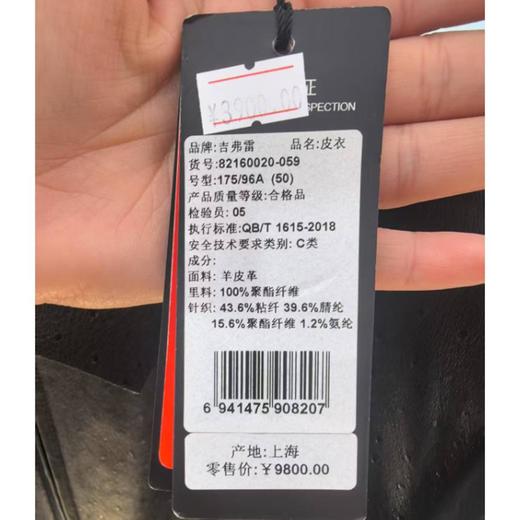 ¥3900.00
证
SPECTION
品牌:吉弗雷 品名:皮衣
货号:82160020-059
号型:175/96A (50)
产品质量等级:合格品
检验员: 05
执行标准:QB/T 1615-2018
安全技术要求类别: C类
成分:
面料: 羊皮革
里料: 100%聚酯纤维
针织: 43.6%粘纤 39.6%腈纶
15.6%聚酯纤维 1.2%氨纶
6 941475 908207
产地:上海
零售价:¥9800.00